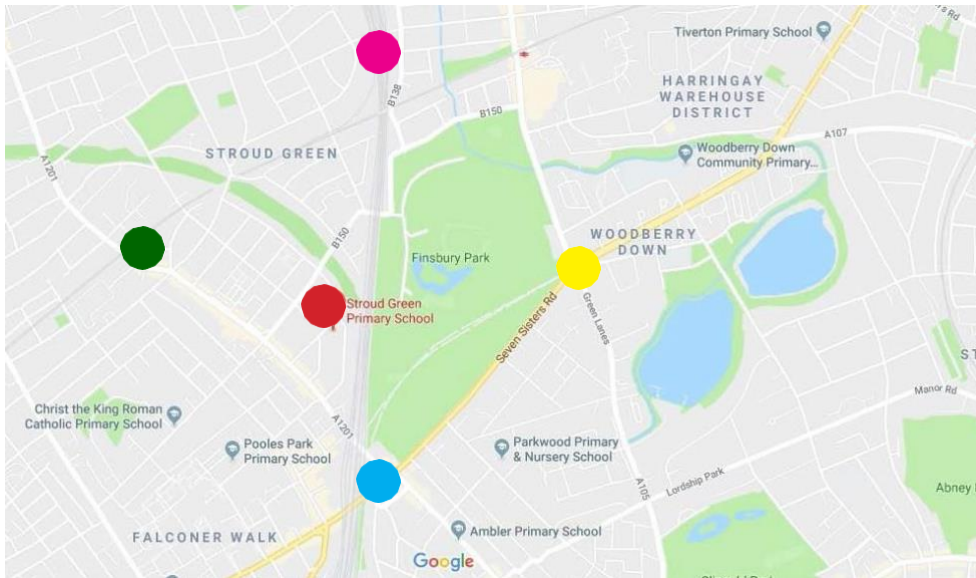 Tiverton Primary School
HARRINGAY
WAREHOUSE
DISTRICT
B138
B150
A107
STROUD GREEN
A1201
Woodberry Down
Community Primary...
B150
WOODBERRY
DOWN
Finsbury Park
Stroud Green
Primary School
Green Lanes
Seven Sisters Rd
Manor Rd
Christ the King Roman
Catholic Primary School
A1201
Pooles Park
Primary School
Parkwood Primary
& Nursery School
Lordship Park
A105
Abney
FALCONER WALK
Ambler Primary School
Google